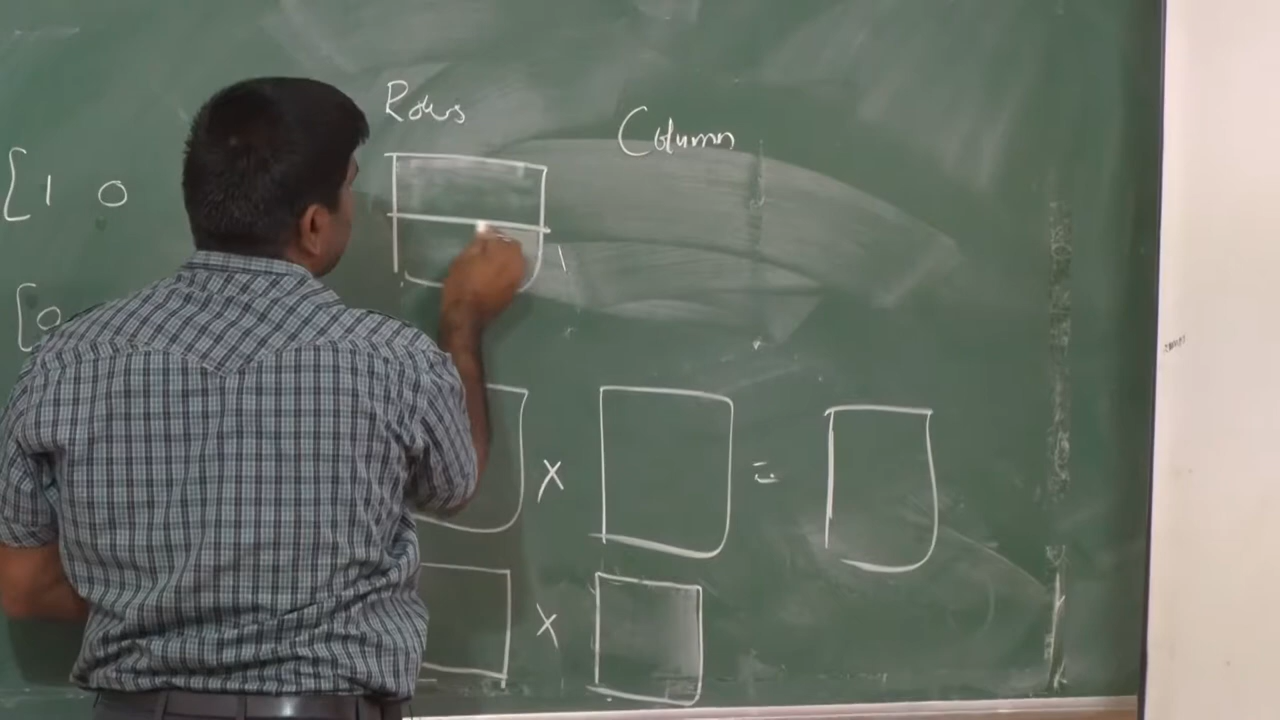 Rows
Column
[ 1 0
[ 0
X =
X